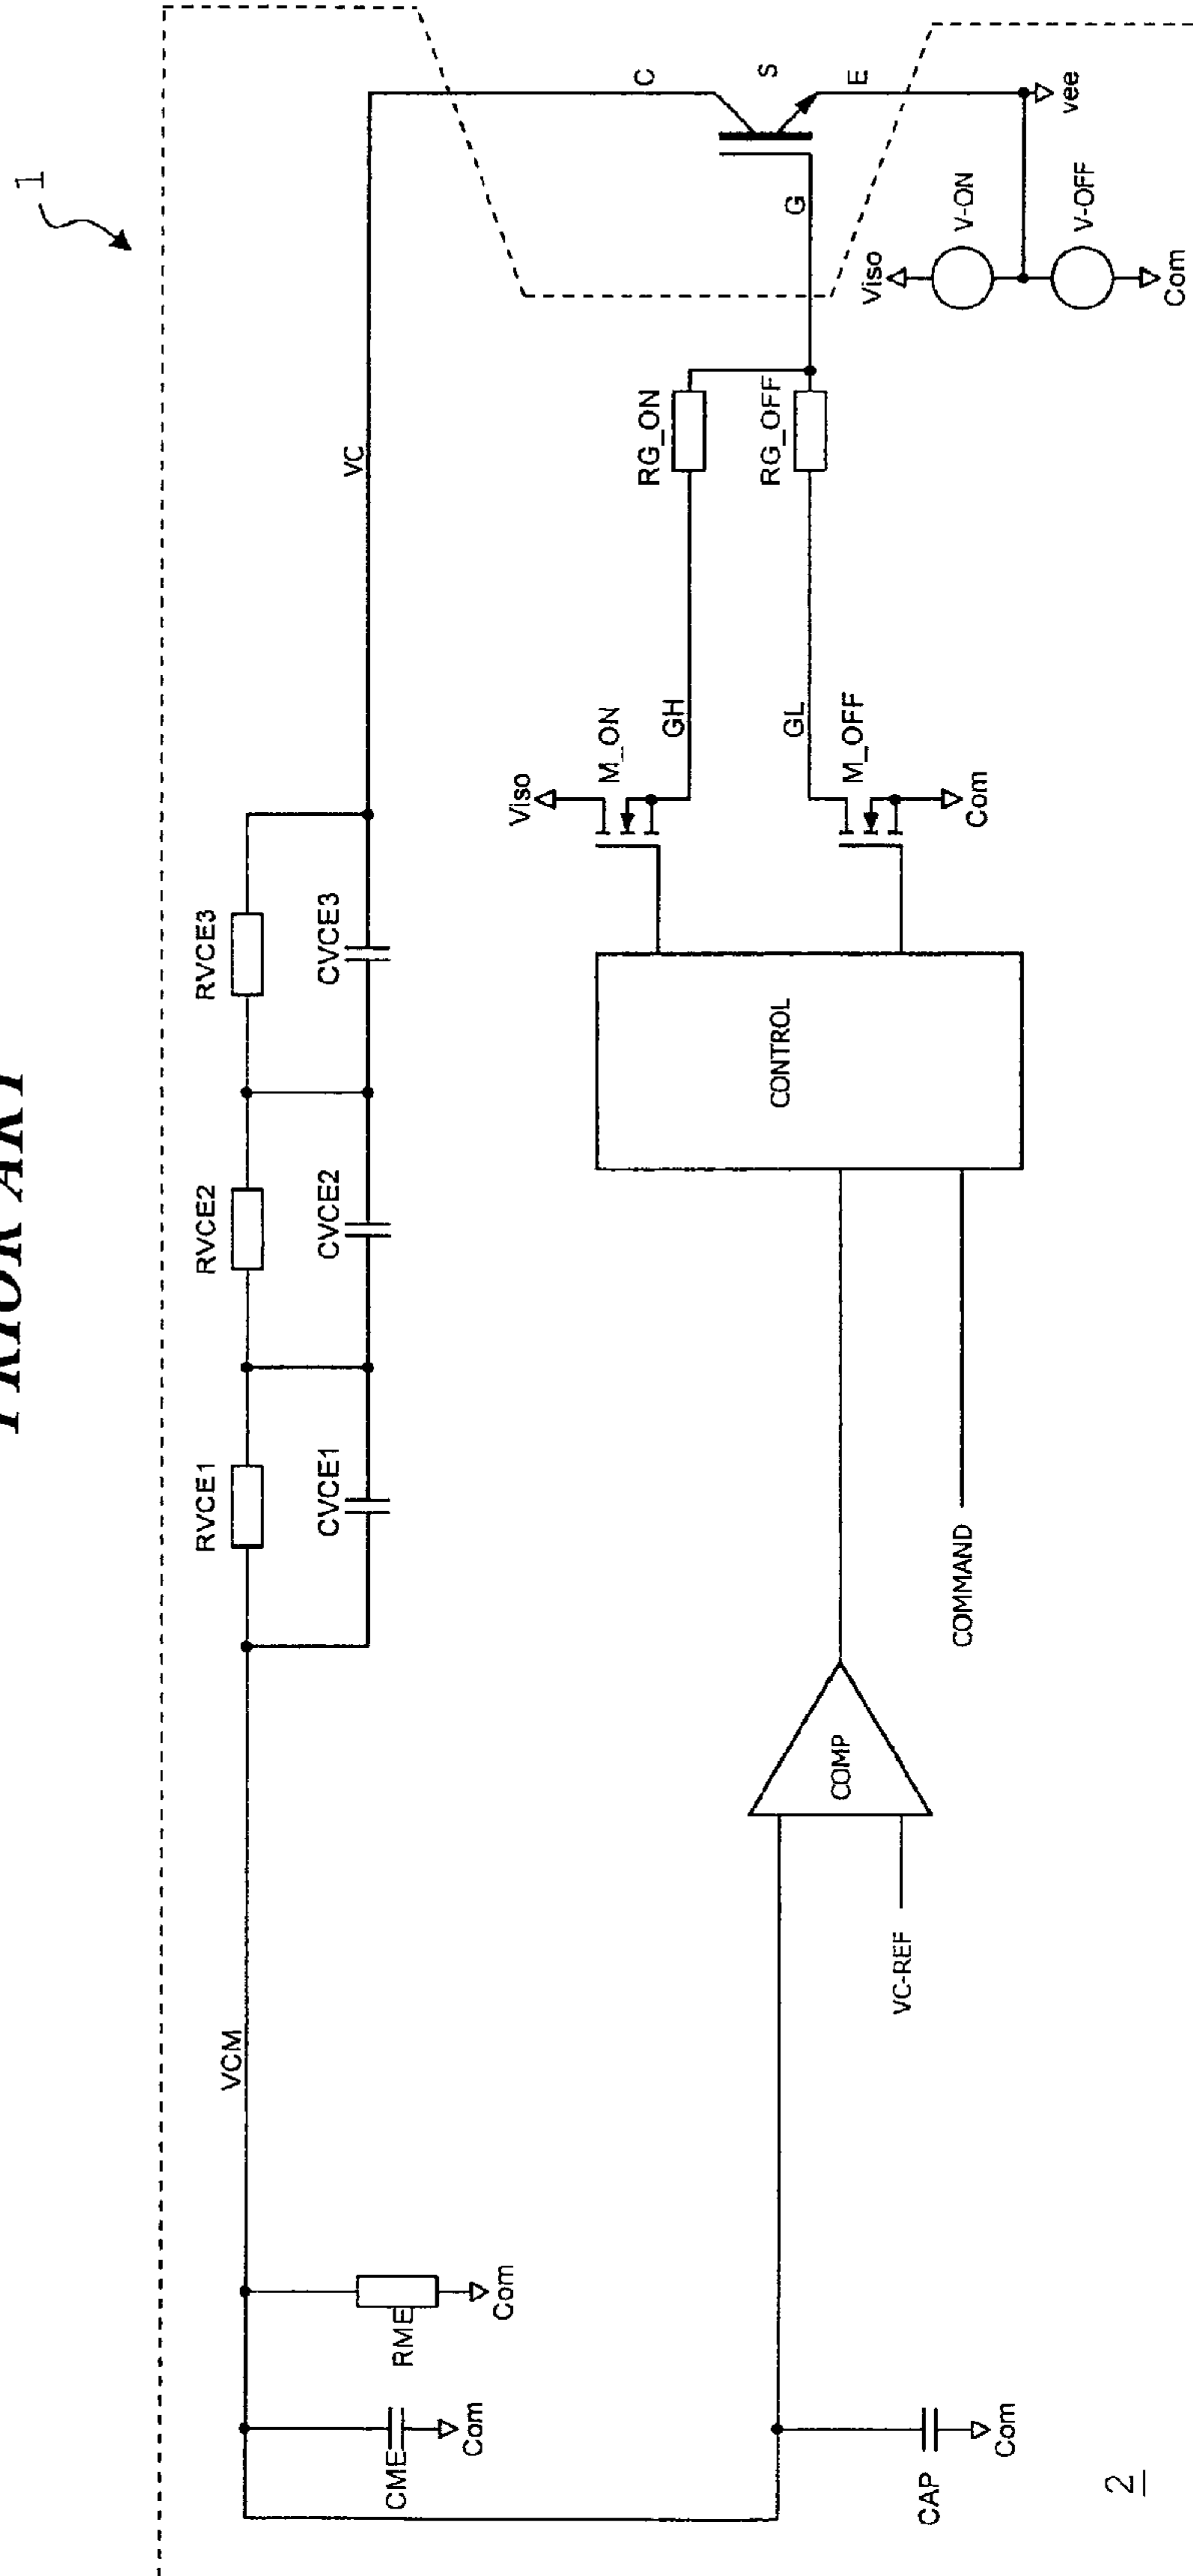 PRIOR ART
1
VCM
RVCE1
RVCE2
RVCE3
CVCE1
CVCE2
CVCE3
VC
CME
Com
RME
Com
C
S
E
G
Viso
M_ON
GH
RG_ON
GL
M_OFF
RG_OFF
Com
CONTROL
COMP
VC-REF
COMMAND
CAP
Com
Viso
V-ON
V-OFF
Com
vee
2